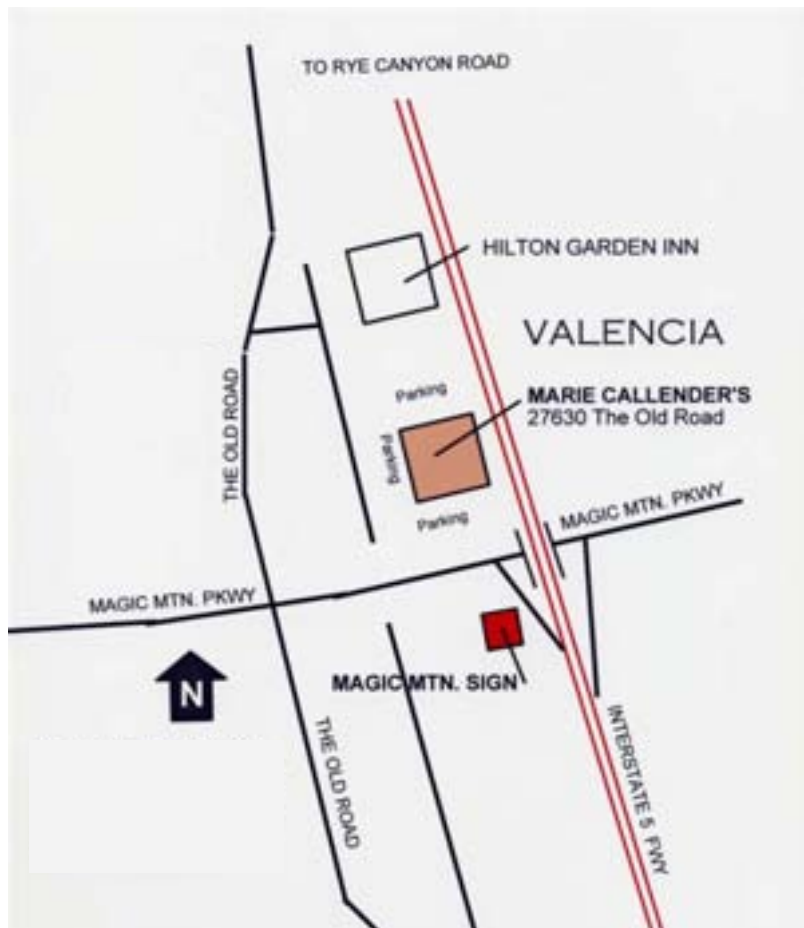 TO RYE CANYON ROAD
HILTON GARDEN INN
VALENCIA
Parking
MARIE CALLENDER'S
27630 The Old Road
THE OLD ROAD
Parking
Parking
MAGIC MTN. PKWY
MAGIC MTN. PKWY
N
MAGIC MTN. SIGN
THE OLD ROAD
INTERSTATE 5 FWY